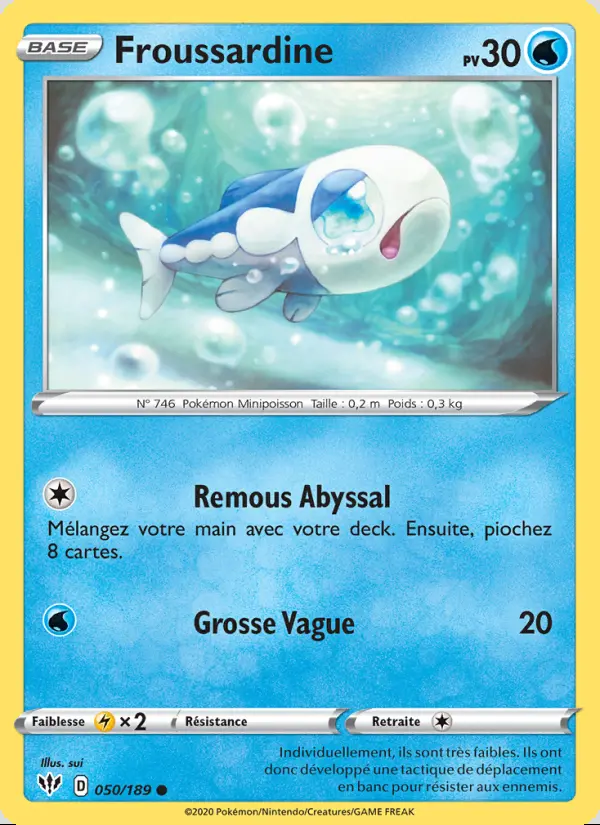 BASE Froussardine PV 30
N° 746 Pokémon Minipoisson Taille : 0,2 m Poids : 0,3 kg
Remous Abyssal
Mélangez votre main avec votre deck. Ensuite, piochez
8 cartes.
Grosse Vague 20
Faiblesse ×2 Résistance Retraite
Illus. sui
Individuellement, ils sont très faibles. Ils ont
donc développé une tactique de déplacement
en banc pour résister aux ennemis.
D 050/189
©2020 Pokémon/Nintendo/Creatures/GAME FREAK